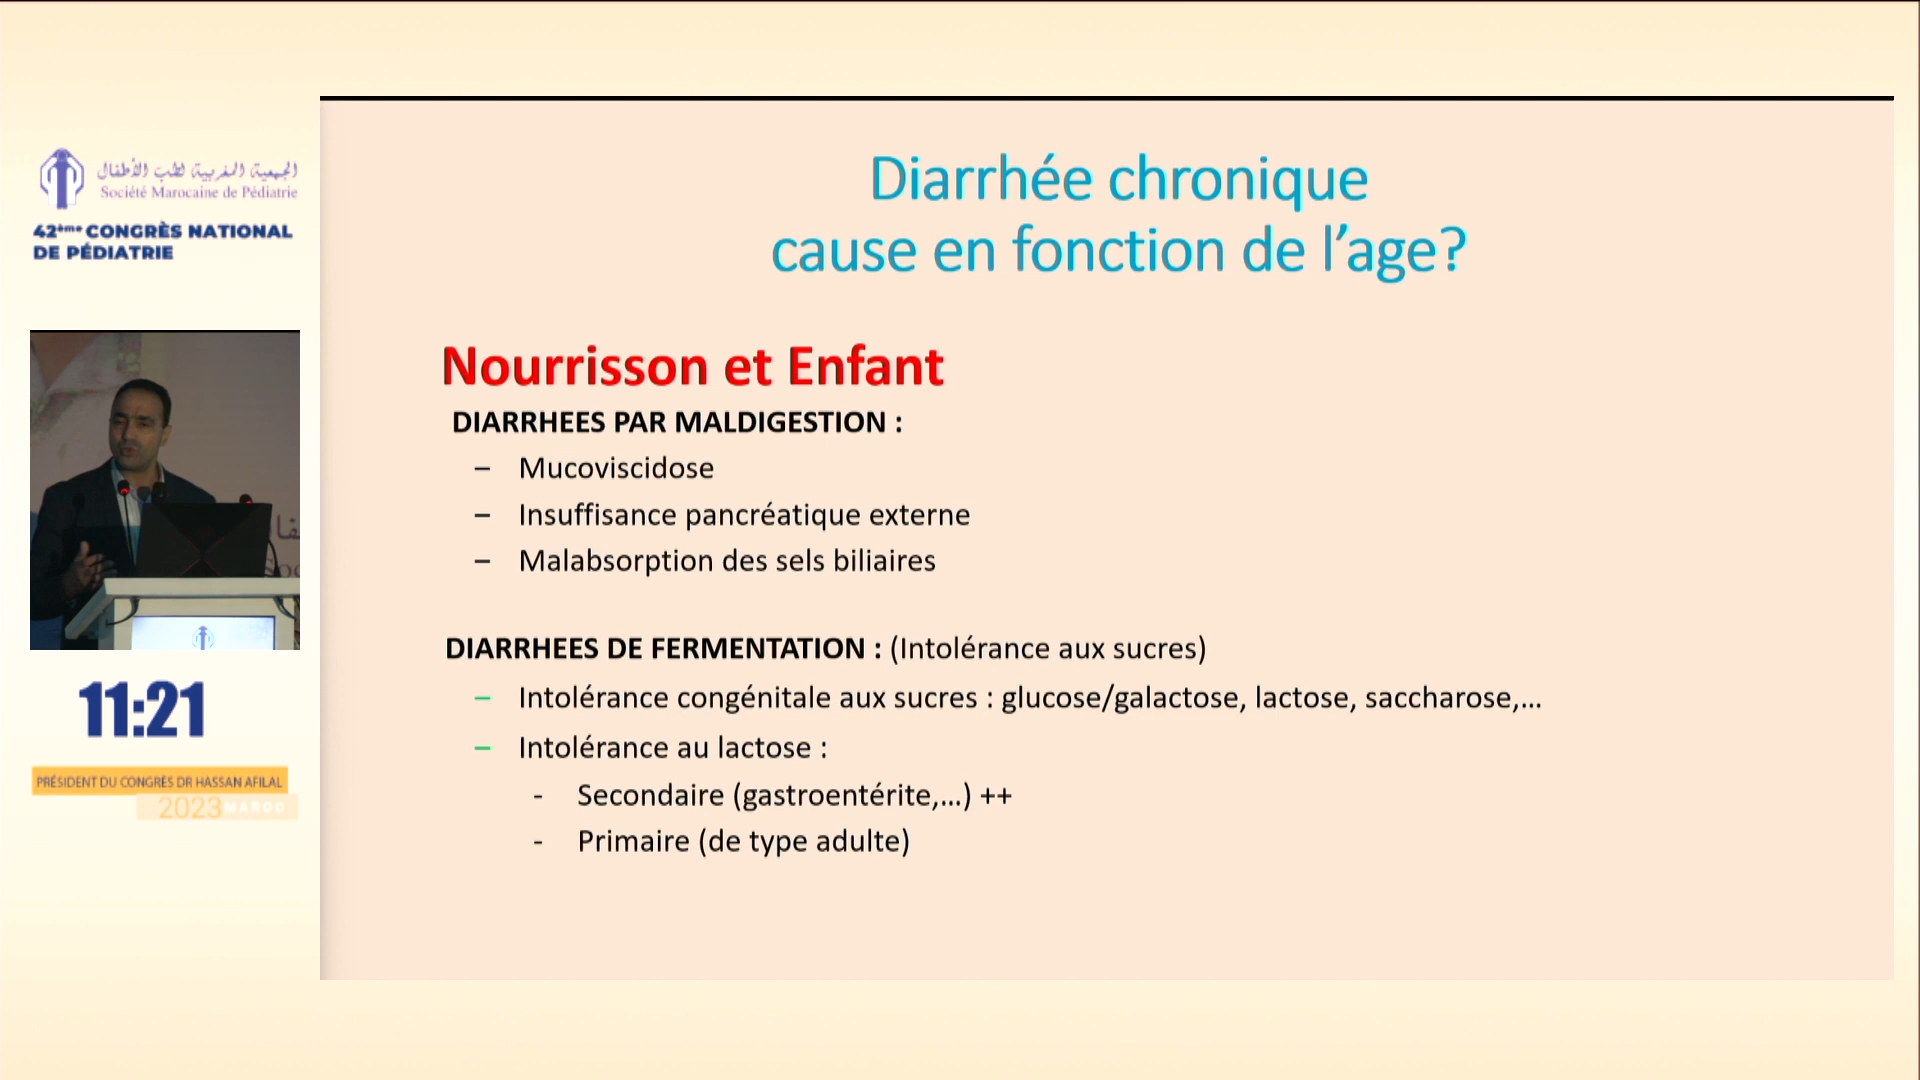 الجمعية المغربية لطب الأطفال
Société Marocaine de Pédiatrie
42ème CONGRÈS NATIONAL
DE PÉDIATRIE
11:21
PRÉSIDENT DU CONGRÈS DR HASSAN AFILAL
2023 MAROC
Diarrhée chronique
cause en fonction de l’age?
Nourrisson et Enfant
DIARRHEES PAR MALDIGESTION :
– Mucoviscidose
– Insuffisance pancréatique externe
– Malabsorption des sels biliaires
DIARRHEES DE FERMENTATION : (Intolérance aux sucres)
– Intolérance congénitale aux sucres : glucose/galactose, lactose, saccharose,...
– Intolérance au lactose :
- Secondaire (gastroentérite,...) ++
- Primaire (de type adulte)